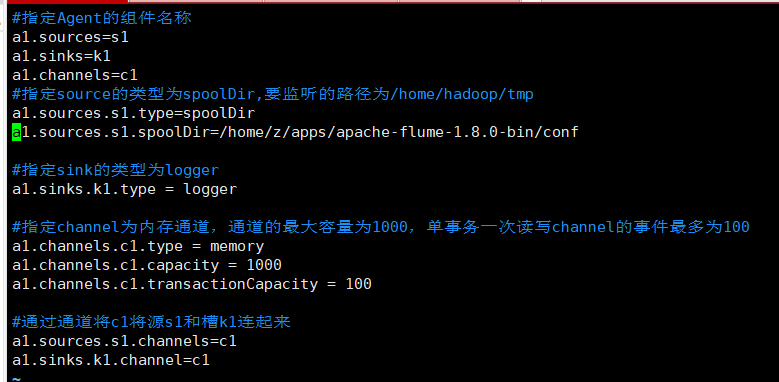 #指定Agent的组件名称
a1.sources=s1
a1.sinks=k1
a1.channels=c1
#指定source的类型为spoolDir,要监听的路径为/home/hadoop/tmp
a1.sources.s1.type=spoolDir
a1.sources.s1.spoolDir=/home/z/apps/apache-flume-1.8.0-bin/conf
#指定sink的类型为logger
a1.sinks.k1.type = logger
#指定channel为内存通道，通道的最大容量为1000，单事务一次读写channel的事件最多为100
a1.channels.c1.type = memory
a1.channels.c1.capacity = 1000
a1.channels.c1.transactionCapacity = 100
#通过通道将c1将源s1和槽k1连起来
a1.sources.s1.channels=c1
a1.sinks.k1.channel=c1
~